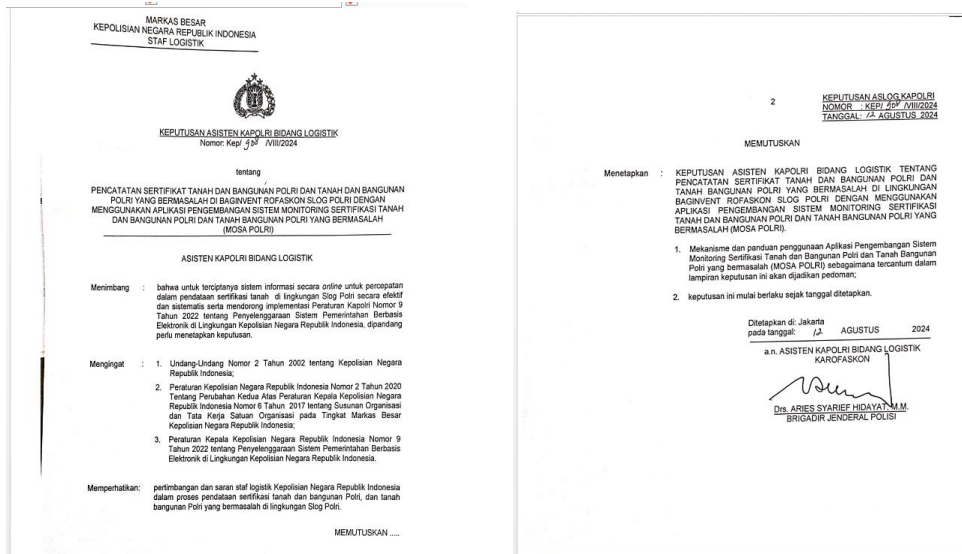 MARKAS BESAR
KEPOLISIAN NEGARA REPUBLIK INDONESIA
STAF LOGISTIK
KEPUTUSAN ASISTEN KAPOLRI BIDANG LOGISTIK
Nomor: Kep/ /VIII/2024
tentang
PENCATATAN SERTIFIKAT TANAH DAN BANGUNAN POLRI DAN TANAH DAN BANGUNAN
POLRI YANG BERMASALAH DI BAGINVENT ROFASKON SLOG POLRI DENGAN
MENGGUNAKAN APLIKASI PENGEMBANGAN SISTEM MONITORING SERTIFIKASI TANAH
DAN BANGUNAN POLRI DAN TANAH BANGUNAN POLRI YANG BERMASALAH
(MOSA POLRI)
ASISTEN KAPOLRI BIDANG LOGISTIK
Menimbang : bahwa untuk terciptanya sistem informasi secara online untuk percepatan
dalam pendataan sertifikasi tanah di lingkungan Slog Polri secara efektif
dan sistematis serta mendorong implementasi Peraturan Kapolri Nomor 9
Tahun 2022 tentang Penyelenggaraan Sistem Pemerintahan Berbasis
Elektronik di Lingkungan Kepolisian Negara Republik Indonesia, dipandang
perlu menetapkan keputusan.
Mengingat : 1. Undang-Undang Nomor 2 Tahun 2002 tentang Kepolisian Negara
Republik Indonesia;
2. Peraturan Kepolisian Negara Republik Indonesia Nomor 2 Tahun 2020
Tentang Perubahan Kedua Atas Peraturan Kepala Kepolisian Negara
Republik Indonesia Nomor 6 Tahun 2017 tentang Susunan Organisasi
dan Tata Kerja Satuan Organisasi pada Tingkat Markas Besar
Kepolisian Negara Republik Indonesia;
3. Peraturan Kepala Kepolisian Negara Republik Indonesia Nomor 9
Tahun 2022 tentang Penyelenggaraan Sistem Pemerintahan Berbasis
Elektronik di Lingkungan Kepolisian Negara Republik Indonesia.
Memperhatikan: pertimbangan dan saran staf logistik Kepolisian Negara Republik Indonesia
dalam proses pendataan sertifikasi tanah dan bangunan Polri, dan tanah
bangunan Polri yang bermasalah di lingkungan Slog Polri.
MEMUTUSKAN .....
2
KEPUTUSAN ASLOG KAPOLRI
NOMOR : KEP/ /VIII/2024
TANGGAL: 12 AGUSTUS 2024
MEMUTUSKAN
Menetapkan : KEPUTUSAN ASISTEN KAPOLRI BIDANG LOGISTIK TENTANG
PENCATATAN SERTIFIKAT TANAH DAN BANGUNAN POLRI DAN
TANAH BANGUNAN POLRI YANG BERMASALAH DI LINGKUNGAN
BAGINVENT ROFASKON SLOG POLRI DENGAN MENGGUNAKAN
APLIKASI PENGEMBANGAN SISTEM MONITORING SERTIFIKASI
TANAH DAN BANGUNAN POLRI DAN TANAH BANGUNAN POLRI YANG
BERMASALAH (MOSA POLRI).
1. Mekanisme dan panduan penggunaan Aplikasi Pengembangan Sistem
Monitoring Sertifikasi Tanah dan Bangunan Polri dan Tanah Bangunan
Polri yang bermasalah (MOSA POLRI) sebagaimana tercantum dalam
lampiran keputusan ini akan dijadikan pedoman;
2. keputusan ini mulai berlaku sejak tanggal ditetapkan.
Ditetapkan di: Jakarta
pada tanggal: 12 AGUSTUS 2024
a.n. ASISTEN KAPOLRI BIDANG LOGISTIK
KAROFASKON
Drs. ARIES SYARIEF HIDAYAT, M.M.
BRIGADIR JENDERAL POLISI